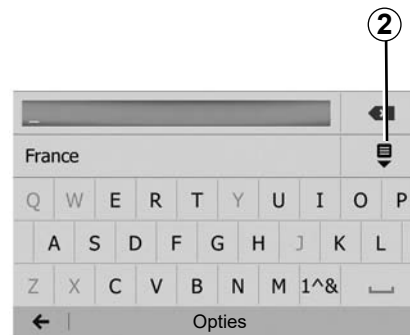 2
_
France
Q W E R T Y U I O P
A S D F G H J K L
Z X C V B N M 1^&
Opties